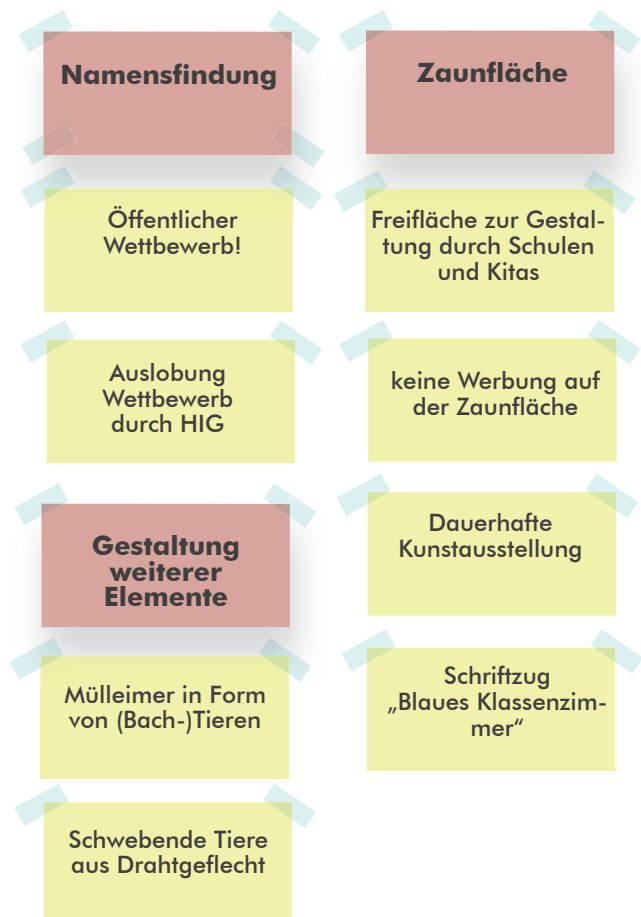 Namensfindung
Öffentlicher
Wettbewerb!
Auslobung
Wettbewerb
durch HIG
Gestaltung
weiterer
Elemente
Mülleimer in Form
von (Bach-)Tieren
Schwebende Tiere
aus Drahtgeflecht
Zaunfläche
Freifläche zur Gestal-
tung durch Schulen
und Kitas
keine Werbung auf
der Zaunfläche
Dauerhafte
Kunstausstellung
Schriftzug
„Blaues Klassenzim-
mer“